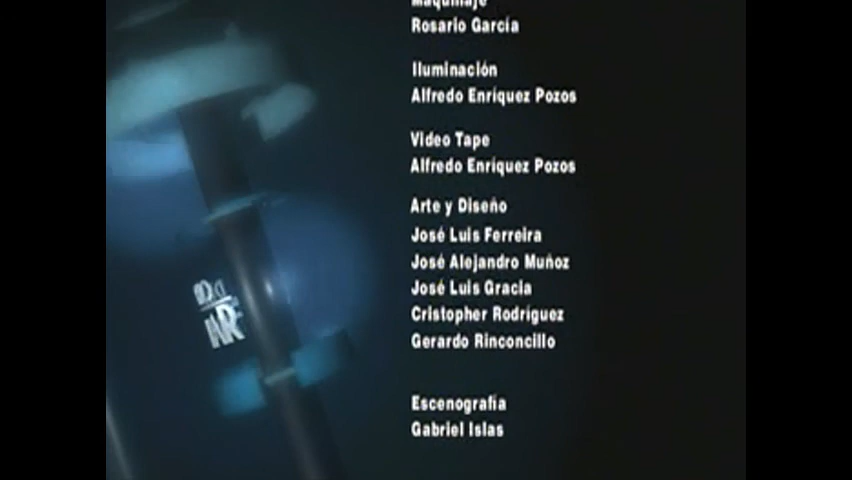 Maquillaje
Rosario García
Iluminación
Alfredo Enríquez Pozos
Video Tape
Alfredo Enríquez Pozos
Arte y Diseño
José Luis Ferreira
José Alejandro Muñoz
José Luis Gracia
Cristopher Rodríguez
Gerardo Rinconcillo
Escenografía
Gabriel Islas